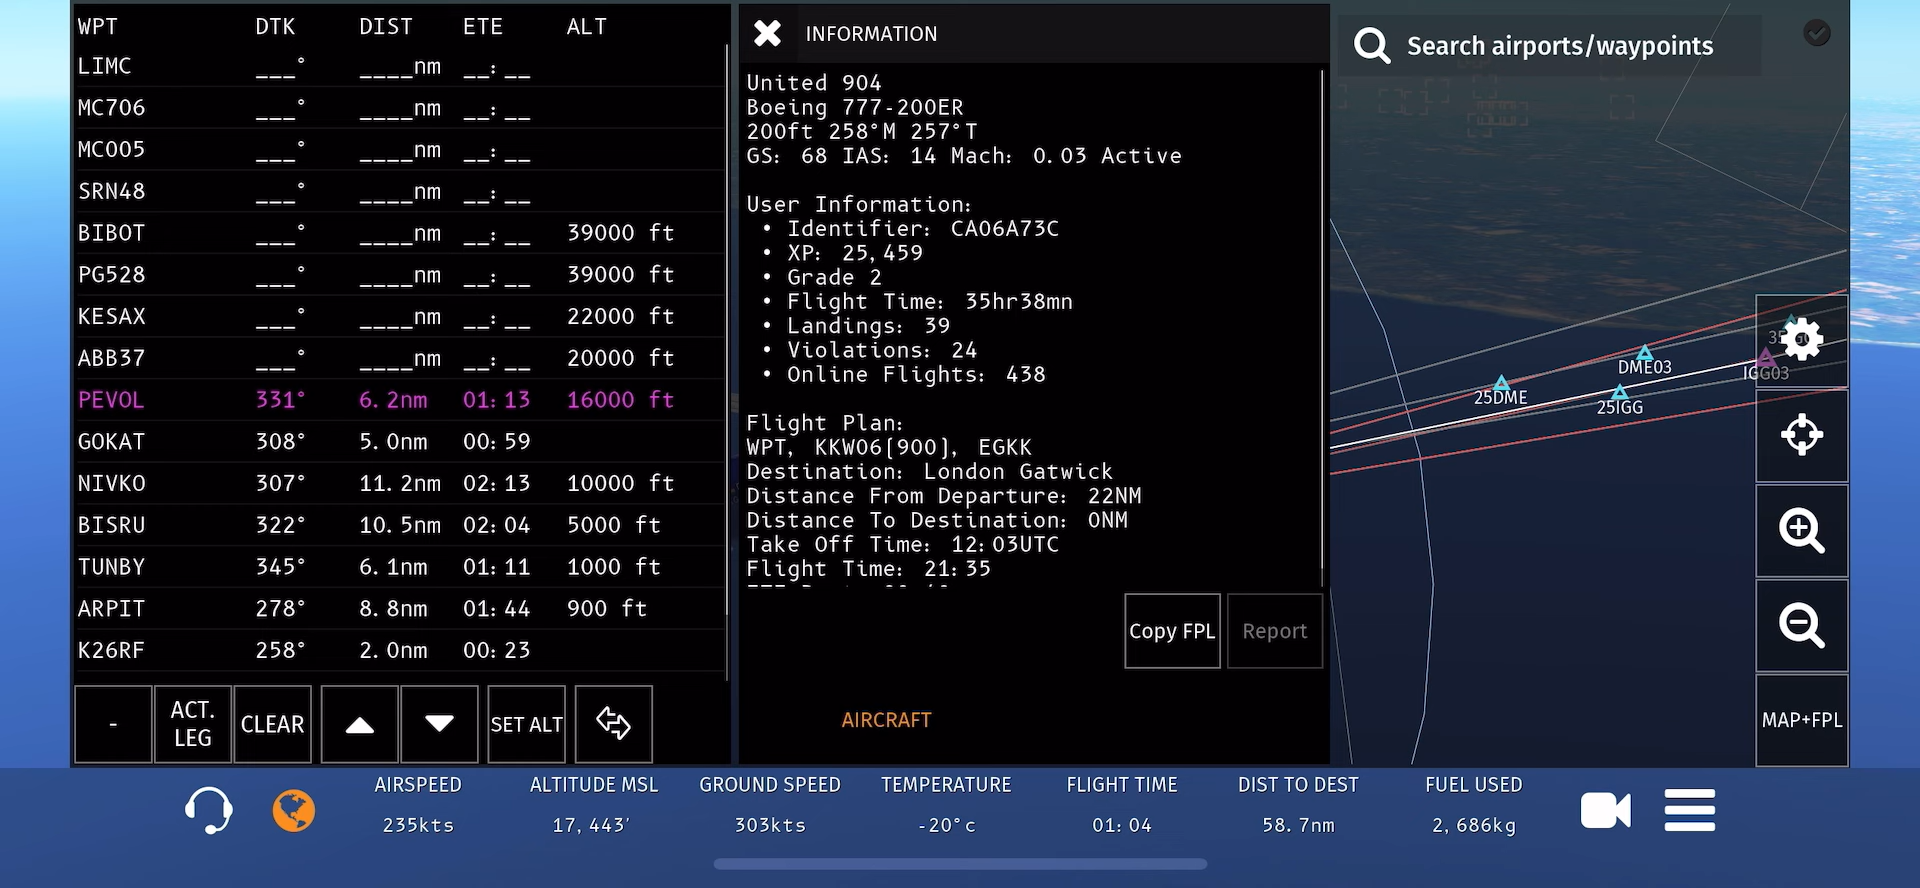 WPT DTK DIST ETE ALT
LIMC ___° ____nm __:__
MC706 ___° ____nm __:__
MC005 ___° ____nm __:__
SRN48 ___° ____nm __:__
BIBOT ___° ____nm __:__ 39000 ft
PG528 ___° ____nm __:__ 39000 ft
KESAX ___° ____nm __:__ 22000 ft
ABB37 ___° ____nm __:__ 20000 ft
PEVOL 331° 6.2nm 01:13 16000 ft
GOKAT 308° 5.0nm 00:59
NIVKO 307° 11.2nm 02:13 10000 ft
BISRU 322° 10.5nm 02:04 5000 ft
TUNBY 345° 6.1nm 01:11 1000 ft
ARPIT 278° 8.8nm 01:44 900 ft
K26RF 258° 2.0nm 00:23
-
ACT.
LEG
CLEAR
SET ALT
INFORMATION
United 904
Boeing 777-200ER
200ft 258°M 257°T
GS: 68 IAS: 14 Mach: 0.03 Active
User Information:
• Identifier: CA06A73C
• XP: 25,459
• Grade 2
• Flight Time: 35hr38mn
• Landings: 39
• Violations: 24
• Online Flights: 438
Flight Plan:
WPT, KKW06[900], EGKK
Destination: London Gatwick
Distance From Departure: 22NM
Distance To Destination: 0NM
Take Off Time: 12:03UTC
Flight Time: 21:35
Copy FPL
Report
AIRCRAFT
Search airports/waypoints
DME03
25DME
25IGG
IGG03
MAP+FPL
AIRSPEED
235kts
ALTITUDE MSL
17,443'
GROUND SPEED
303kts
TEMPERATURE
-20°c
FLIGHT TIME
01:04
DIST TO DEST
58.7nm
FUEL USED
2,686kg